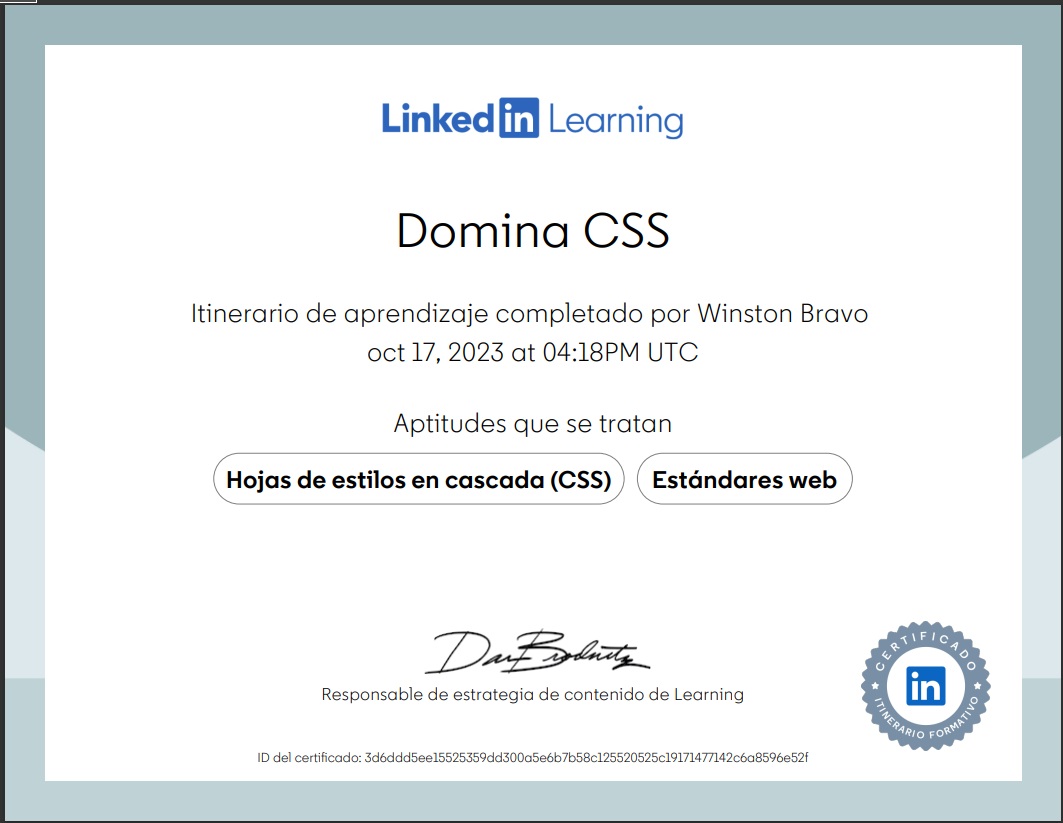 Linkedin Learning
Domina CSS
Itinerario de aprendizaje completado por Winston Bravo
oct 17, 2023 at 04:18PM UTC
Aptitudes que se tratan
Hojas de estilos en cascada (CSS)
Estándares web
Dan Brodnitz
Responsable de estrategia de contenido de Learning
CERTIFICADO
in
ITINERARIO FORMATIVO
ID del certificado: 3d6ddd5ee15525359dd300a5e6b7b58c125520525c19171477142c6a8596e52f